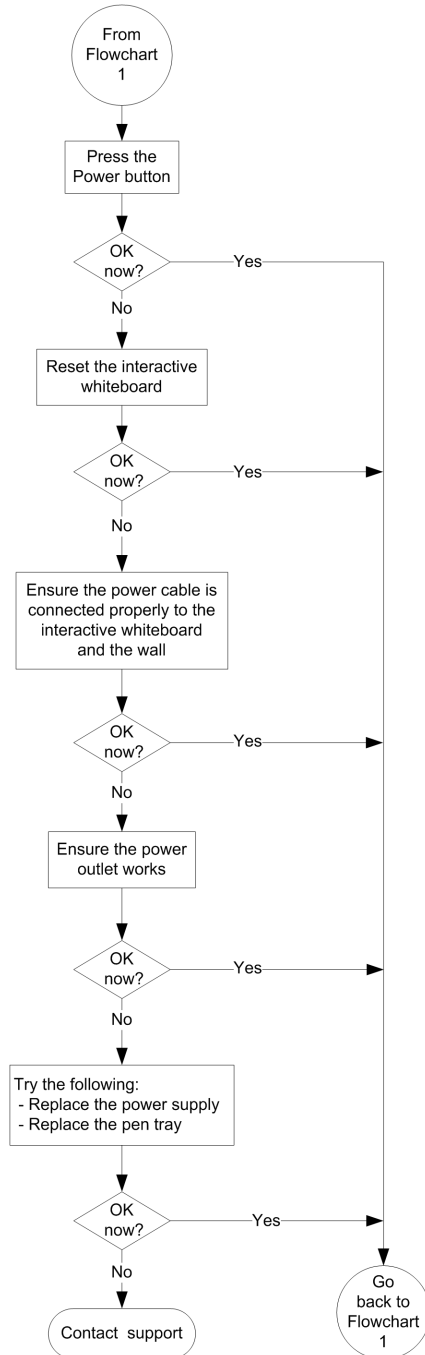 From
Flowchart
1
Press the
Power button
OK
now?
Yes
No
Reset the interactive
whiteboard
OK
now?
Yes
No
Ensure the power cable is
connected properly to the
interactive whiteboard
and the wall
OK
now?
Yes
No
Ensure the power
outlet works
OK
now?
Yes
No
Try the following:
- Replace the power supply
- Replace the pen tray
OK
now?
Yes
No
Contact support
Go
back to
Flowchart
1